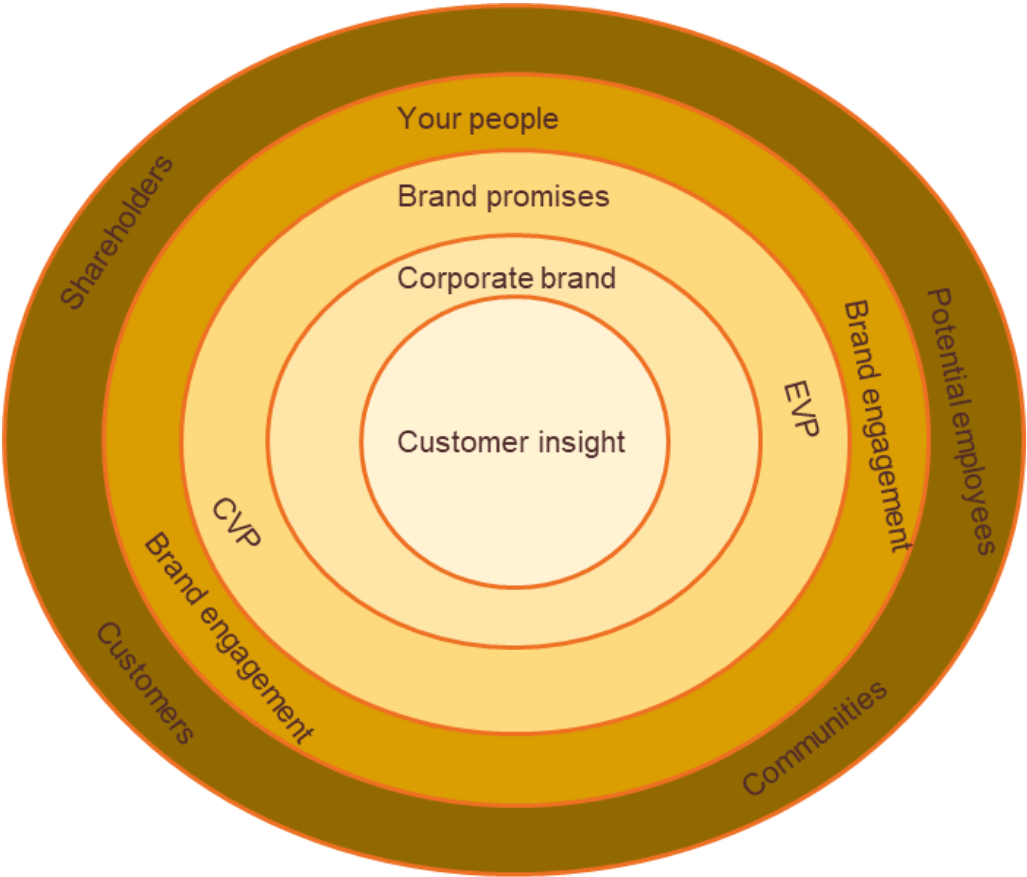 Your people
Brand promises
Corporate brand
Customer insight
Shareholders
Potential employees
Brand engagement
EVP
CVP
Brand engagement
Customers
Communities